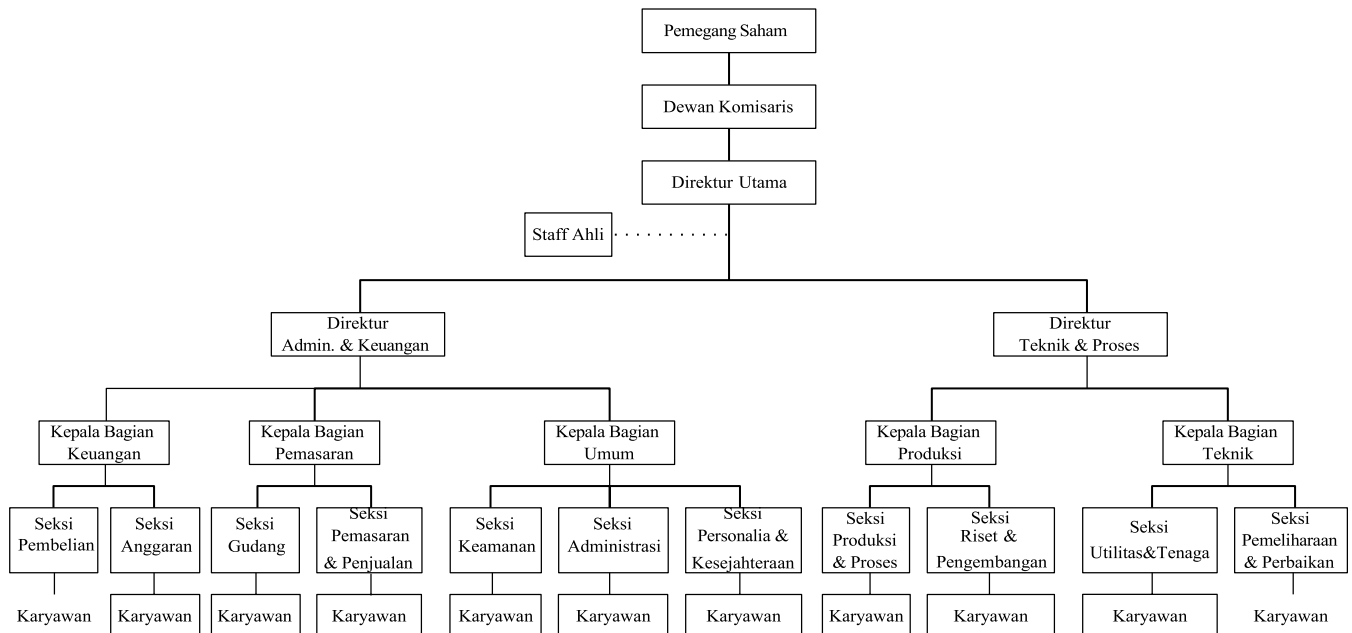 Pemegang Saham
Dewan Komisaris
Direktur Utama
Staff Ahli
Direktur
Admin. & Keuangan
Direktur
Teknik & Proses
Kepala Bagian
Keuangan
Kepala Bagian
Pemasaran
Kepala Bagian
Umum
Kepala Bagian
Produksi
Kepala Bagian
Teknik
Seksi
Pembelian
Seksi
Anggaran
Seksi
Gudang
Seksi
Pemasaran
& Penjualan
Seksi
Keamanan
Seksi
Administrasi
Seksi
Personalia &
Kesejahteraan
Seksi
Produksi
& Proses
Seksi
Riset &
Pengembangan
Seksi
Utilitas&Tenaga
Seksi
Pemeliharaan
& Perbaikan
Karyawan
Karyawan
Karyawan
Karyawan
Karyawan
Karyawan
Karyawan
Karyawan
Karyawan
Karyawan
Karyawan